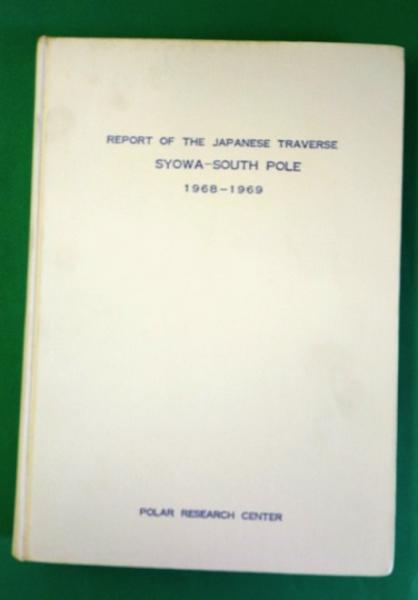 REPORT OF THE JAPANESE TRAVERSE
SYOWA-SOUTH POLE
1968-1969
POLAR RESEARCH CENTER